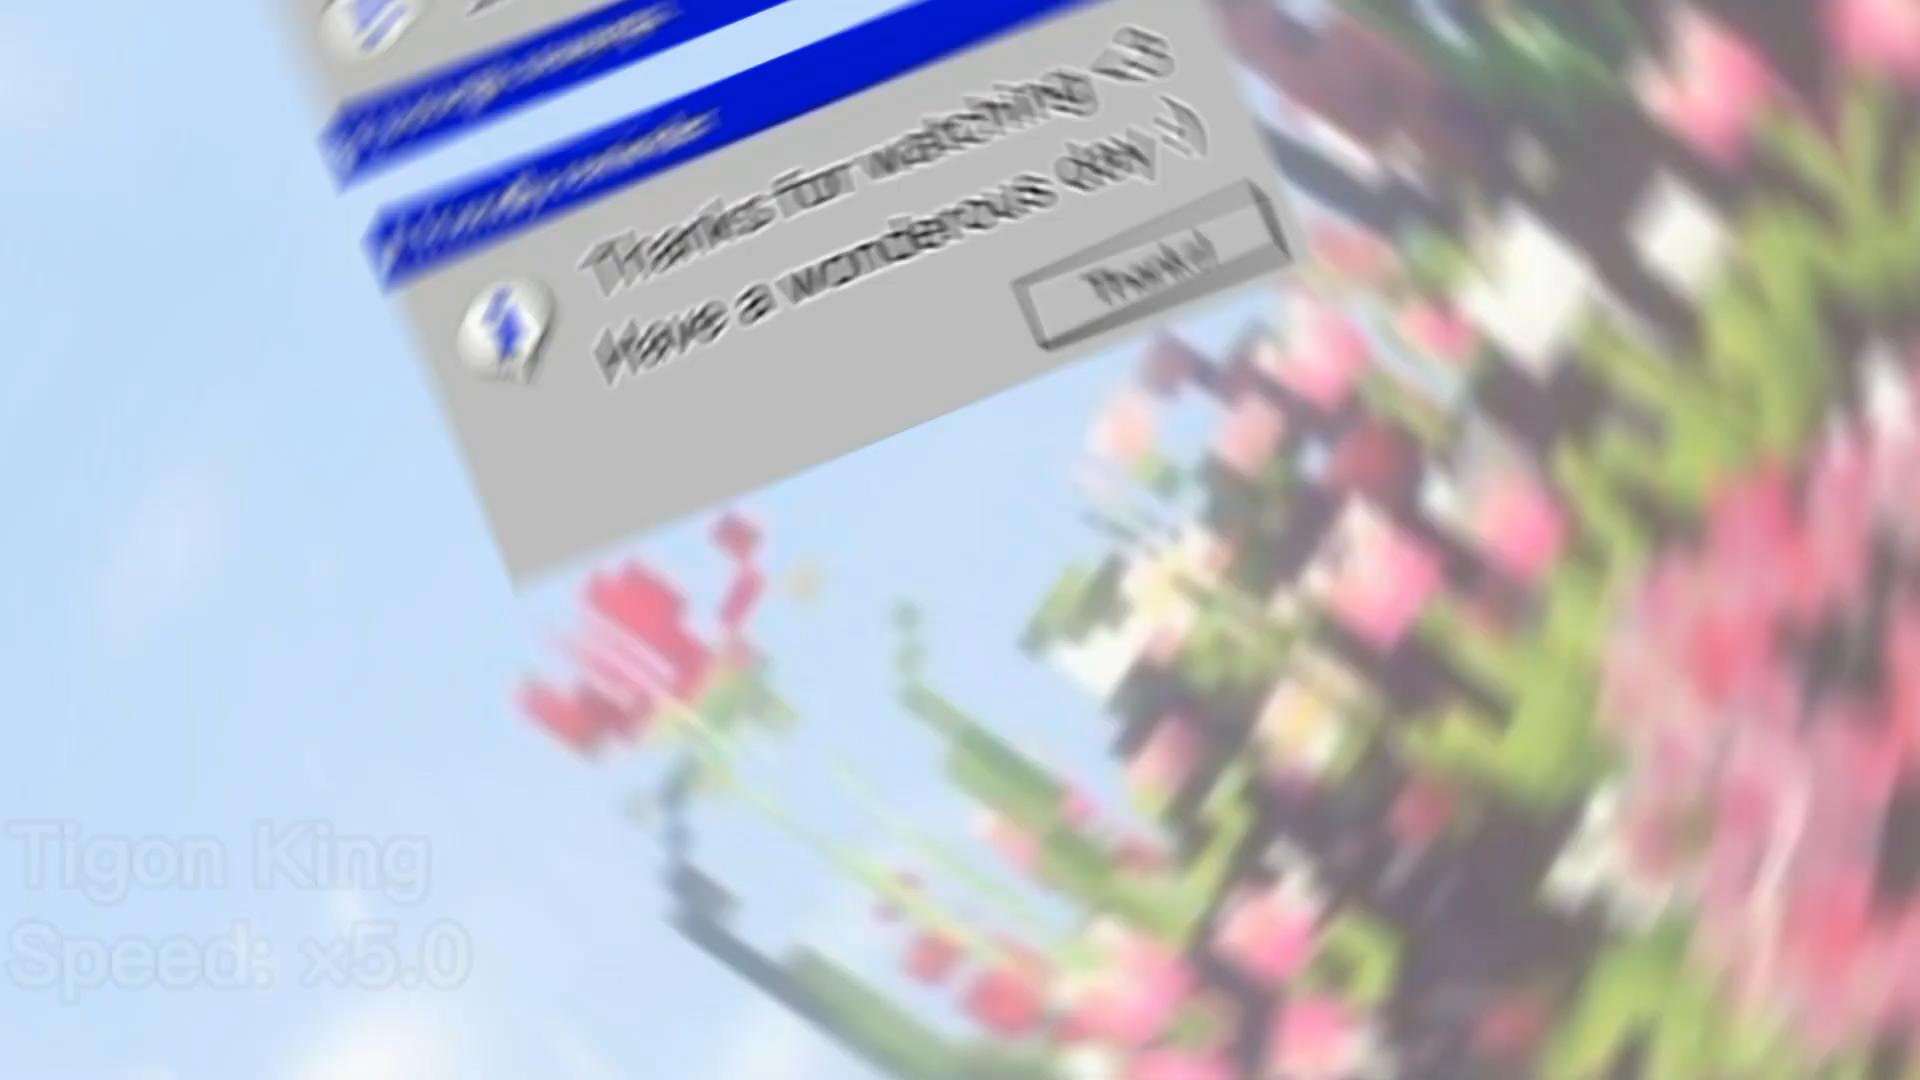 Thanks for watching <3
Have a wonderous day :)
Thanks!
Tigon King
Speed: x5.0